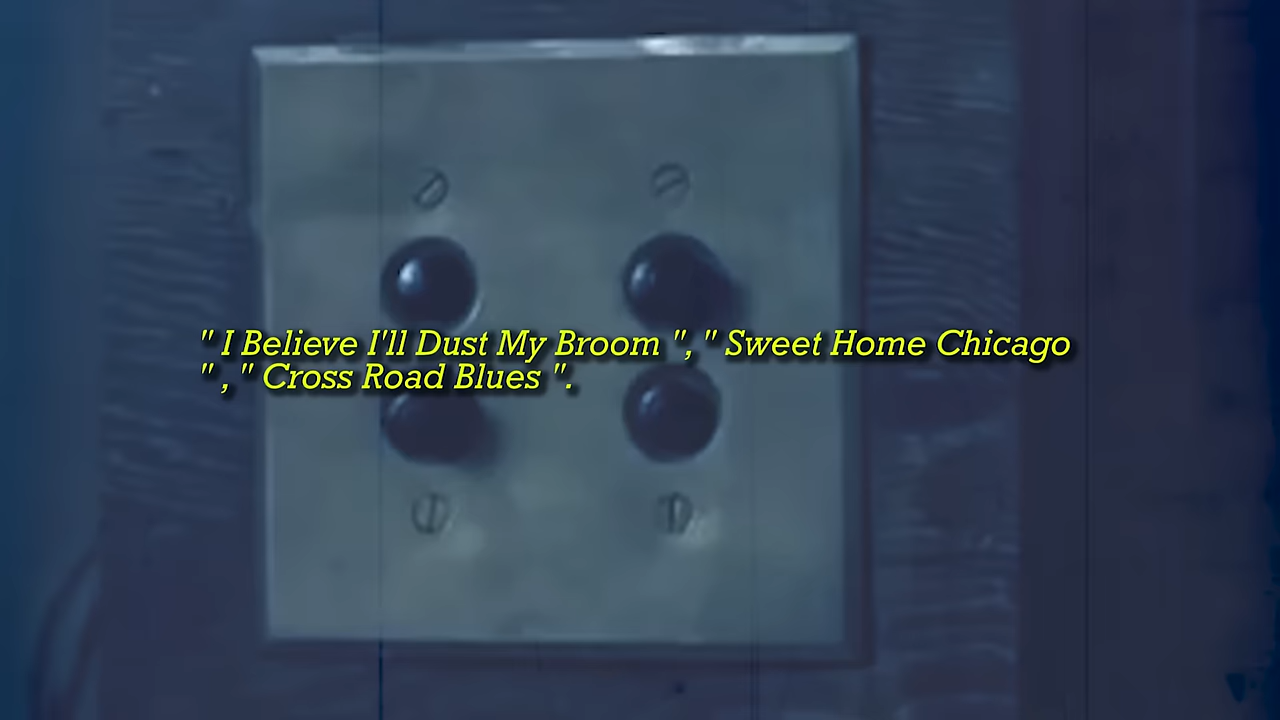 " I Believe I'll Dust My Broom ", " Sweet Home Chicago
" , " Cross Road Blues ".